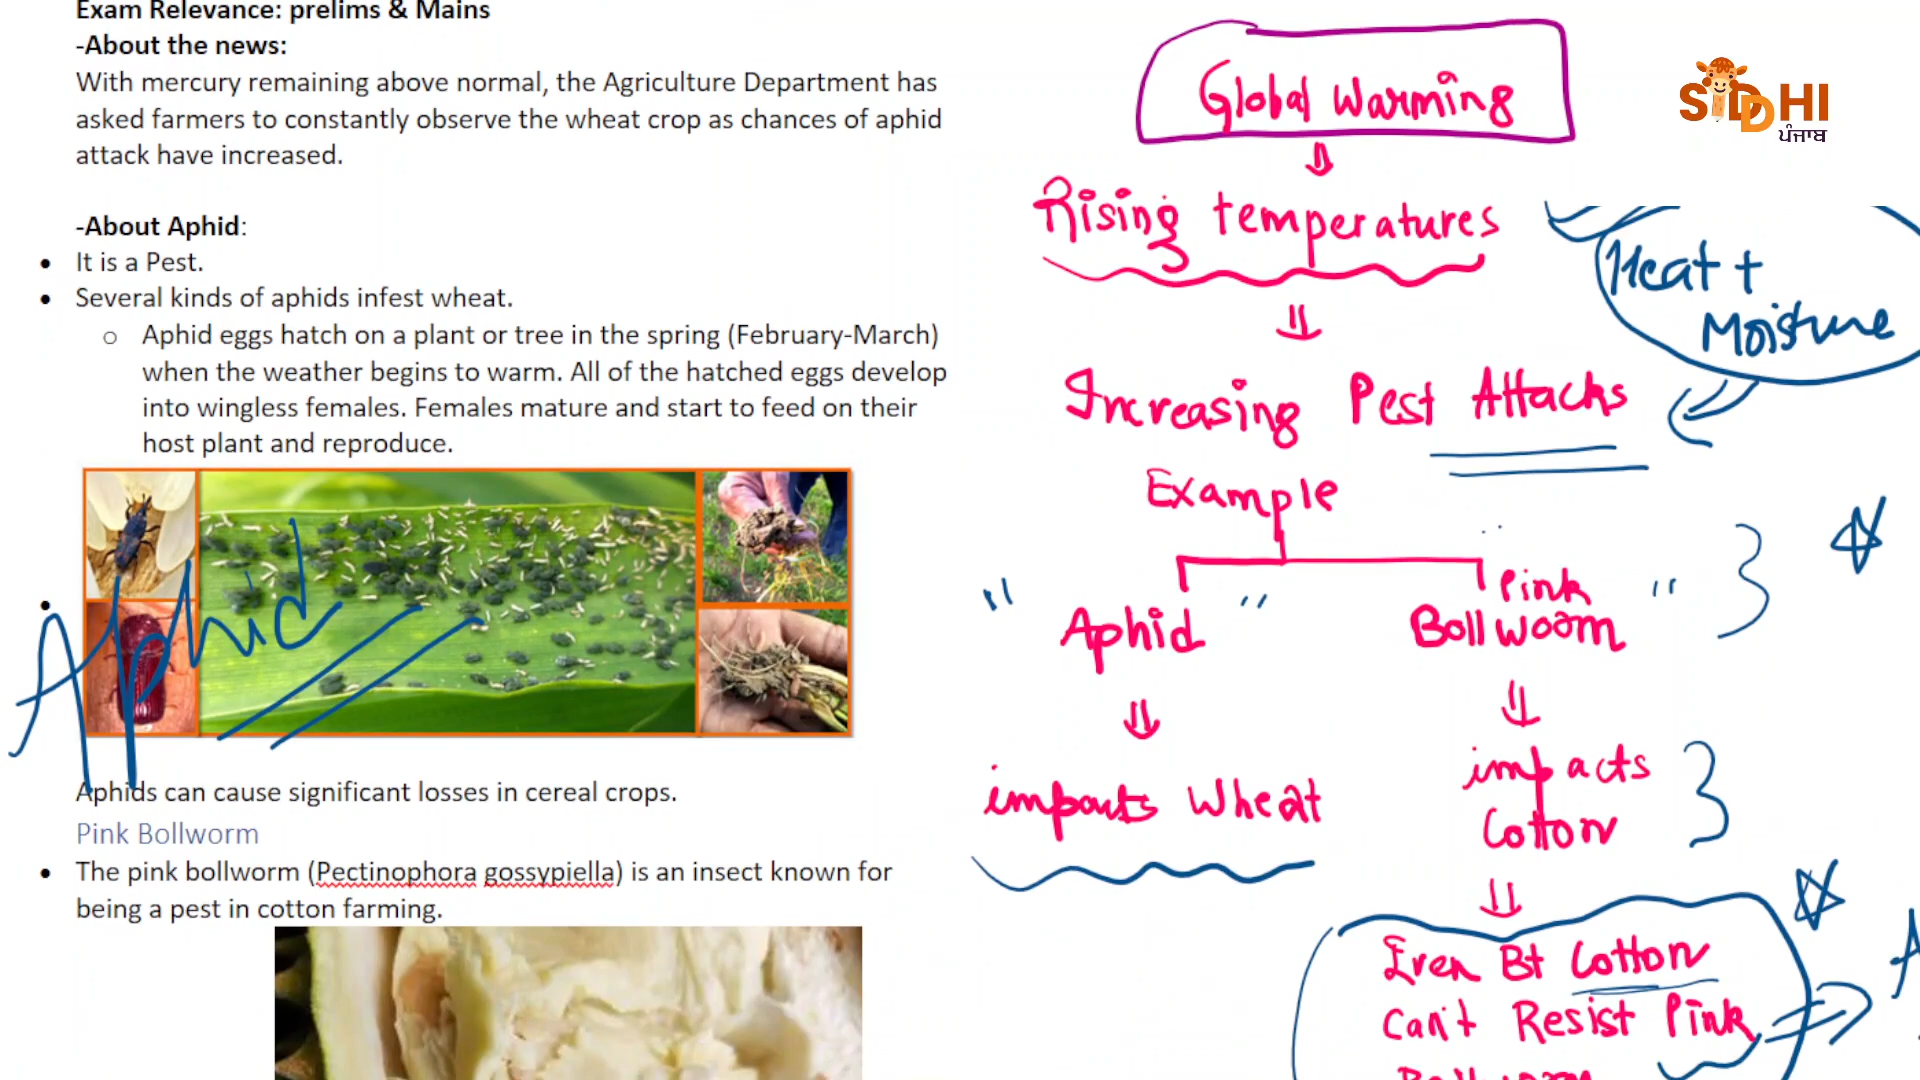 Exam Relevance: prelims & Mains
-About the news:
With mercury remaining above normal, the Agriculture Department has
asked farmers to constantly observe the wheat crop as chances of aphid
attack have increased.
-About Aphid:
• It is a Pest.
• Several kinds of aphids infest wheat.
o Aphid eggs hatch on a plant or tree in the spring (February-March)
when the weather begins to warm. All of the hatched eggs develop
into wingless females. Females mature and start to feed on their
host plant and reproduce.
Aphid
Aphids can cause significant losses in cereal crops.
Pink Bollworm
• The pink bollworm (Pectinophora gossypiella) is an insect known for
being a pest in cotton farming.
Global Warming
Rising temperatures
Heat +
Moisture
Increasing Pest Attacks
Example
" Aphid "
Pink
Bollworm "
impacts Wheat
impacts
Cotton
Even Bt Cotton
Can't Resist Pink
Bollworm
SIDDHI
ਪੰਜਾਬ